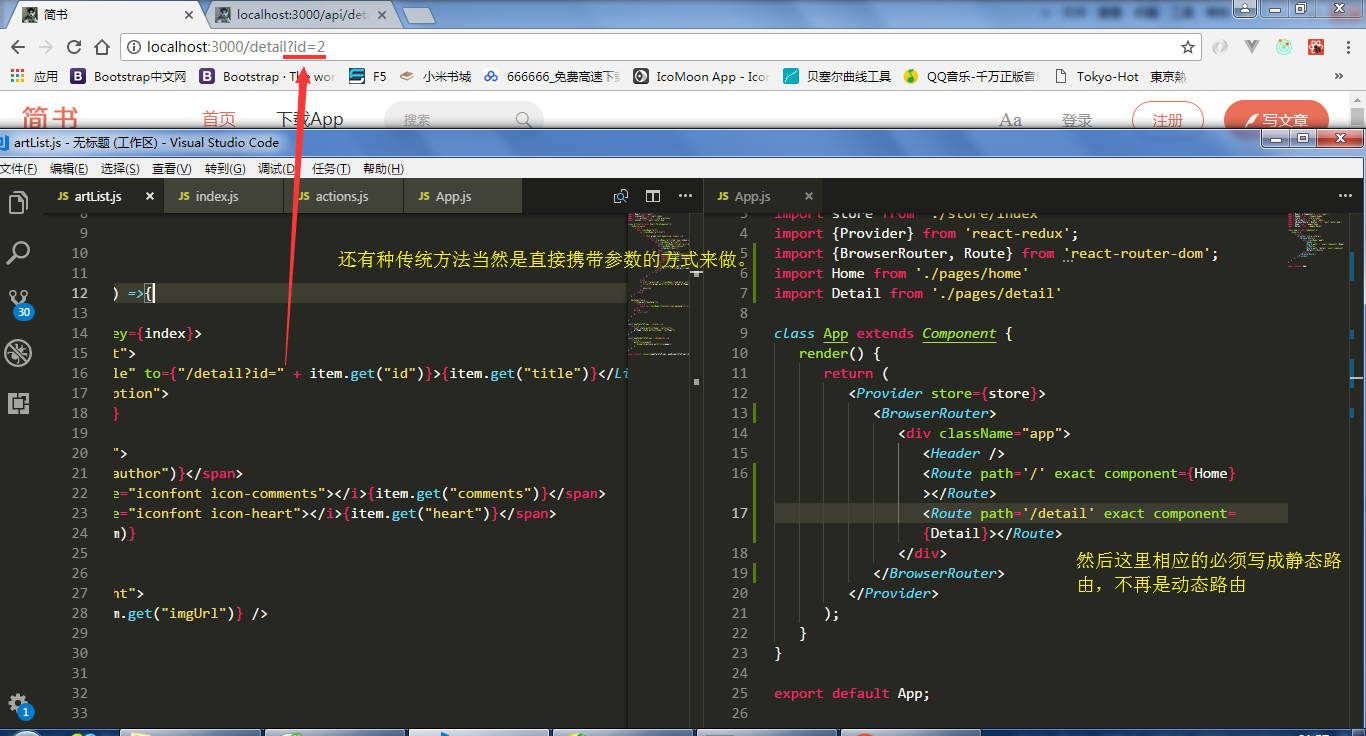 简书
localhost:3000/api/det
localhost:3000/detail?id=2
应用
Bootstrap中文网
Bootstrap · The wor
F5
小米书城
666666_免费高速下载
IcoMoon App - Icon
贝塞尔曲线工具
QQ音乐-千万正版音乐
Tokyo-Hot 東京熱
»
简书
首页
下载App
搜索
Aa
登录
注册
写文章
artList.js - 无标题 (工作区) - Visual Studio Code
文件(F) 编辑(E) 选择(S) 查看(V) 转到(G) 调试(D) 任务(T) 帮助(H)
JS artList.js
JS index.js
JS actions.js
JS App.js
JS App.js
30
1
还有种传统方法当然是直接携带参数的方式来做。
8
9
10
11
12 ) =>{
13
14 ey={index}>
15 t">
16 le" to={"/detail?id=" + item.get("id")}>{item.get("title")}</Li
17 ption">
18 }
19
20 ">
21 author")}</span>
22 e="iconfont icon-comments"></i>{item.get("comments")}</span>
23 e="iconfont icon-heart"></i>{item.get("heart")}</span>
24 m)}
25
26
27 nt">
28 m.get("imgUrl")} />
29
30
31
32
33
3 import store from './store/index'
4 import {Provider} from 'react-redux';
5 import {BrowserRouter, Route} from 'react-router-dom';
6 import Home from './pages/home'
7 import Detail from './pages/detail'
8
9 class App extends Component {
10 render() {
11 return (
12 <Provider store={store}>
13 <BrowserRouter>
14 <div className="app">
15 <Header />
16 <Route path='/' exact component={Home}
></Route>
17 <Route path='/detail' exact component=
{Detail}></Route>
18 </div>
19 </BrowserRouter>
20 </Provider>
21 );
22 }
23 }
24
25 export default App;
26
然后这里相应的必须写成静态路
由，不再是动态路由